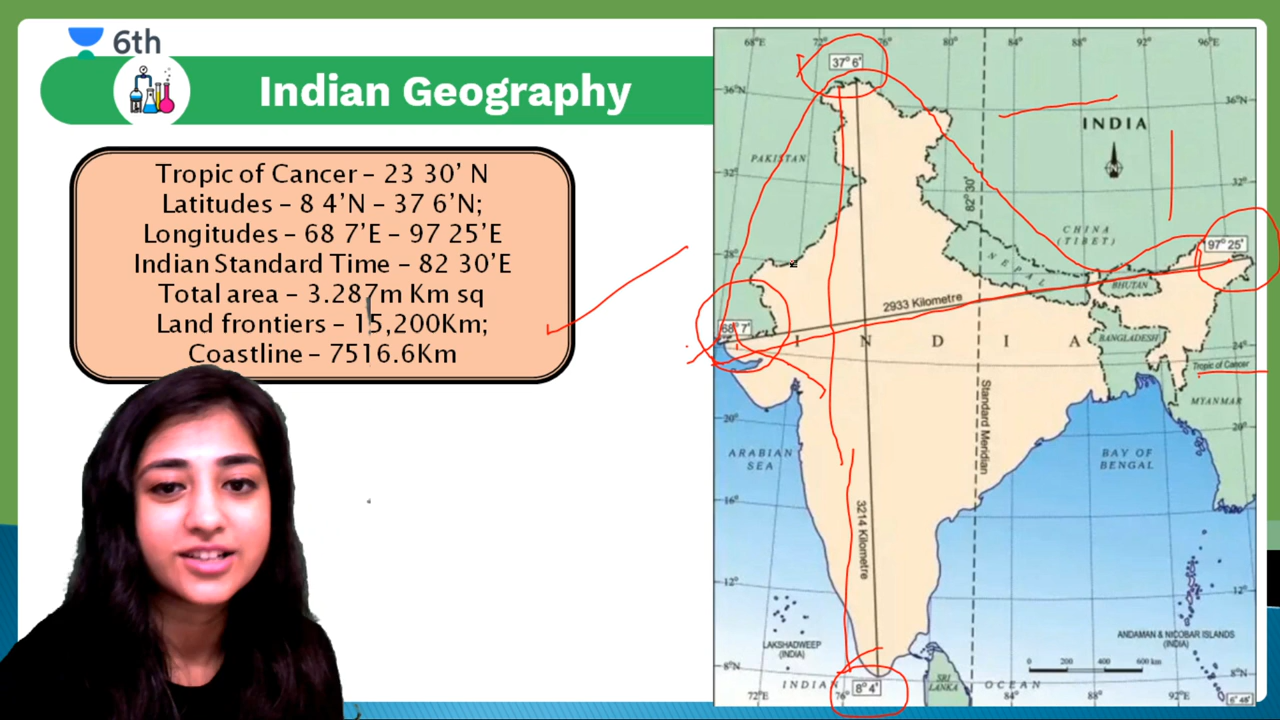 6th
Indian Geography
Tropic of Cancer – 23 30’ N
Latitudes – 8 4’N – 37 6’N;
Longitudes – 68 7’E – 97 25’E
Indian Standard Time – 82 30’E
Total area – 3.287m Km sq
Land frontiers – 15,200Km;
Coastline – 7516.6Km
68°E
72°
76°
80°
84°
88°
92°
96°E
37° 6'
36°N
36°N
INDIA
N
PAKISTAN
32°
32°
82° 30'
CHINA
(TIBET)
97° 25'
28°
NEPAL
BHUTAN
2933 Kilometre
68° 7'
I N D I A
BANGLADESH
24°
Tropic of Cancer
MYANMAR
Standard Meridian
20°
20°
ARABIAN
SEA
BAY OF
BENGAL
16°
16°
3214 Kilometre
12°
12°
LAKSHADWEEP
(INDIA)
ANDAMAN & NICOBAR ISLANDS
(INDIA)
0 200 400 600 km
8°N
8°N
SRI
LANKA
INDIAN OCEAN
8° 4'
72°E
76°
84°
88°
92°E
6° 45'